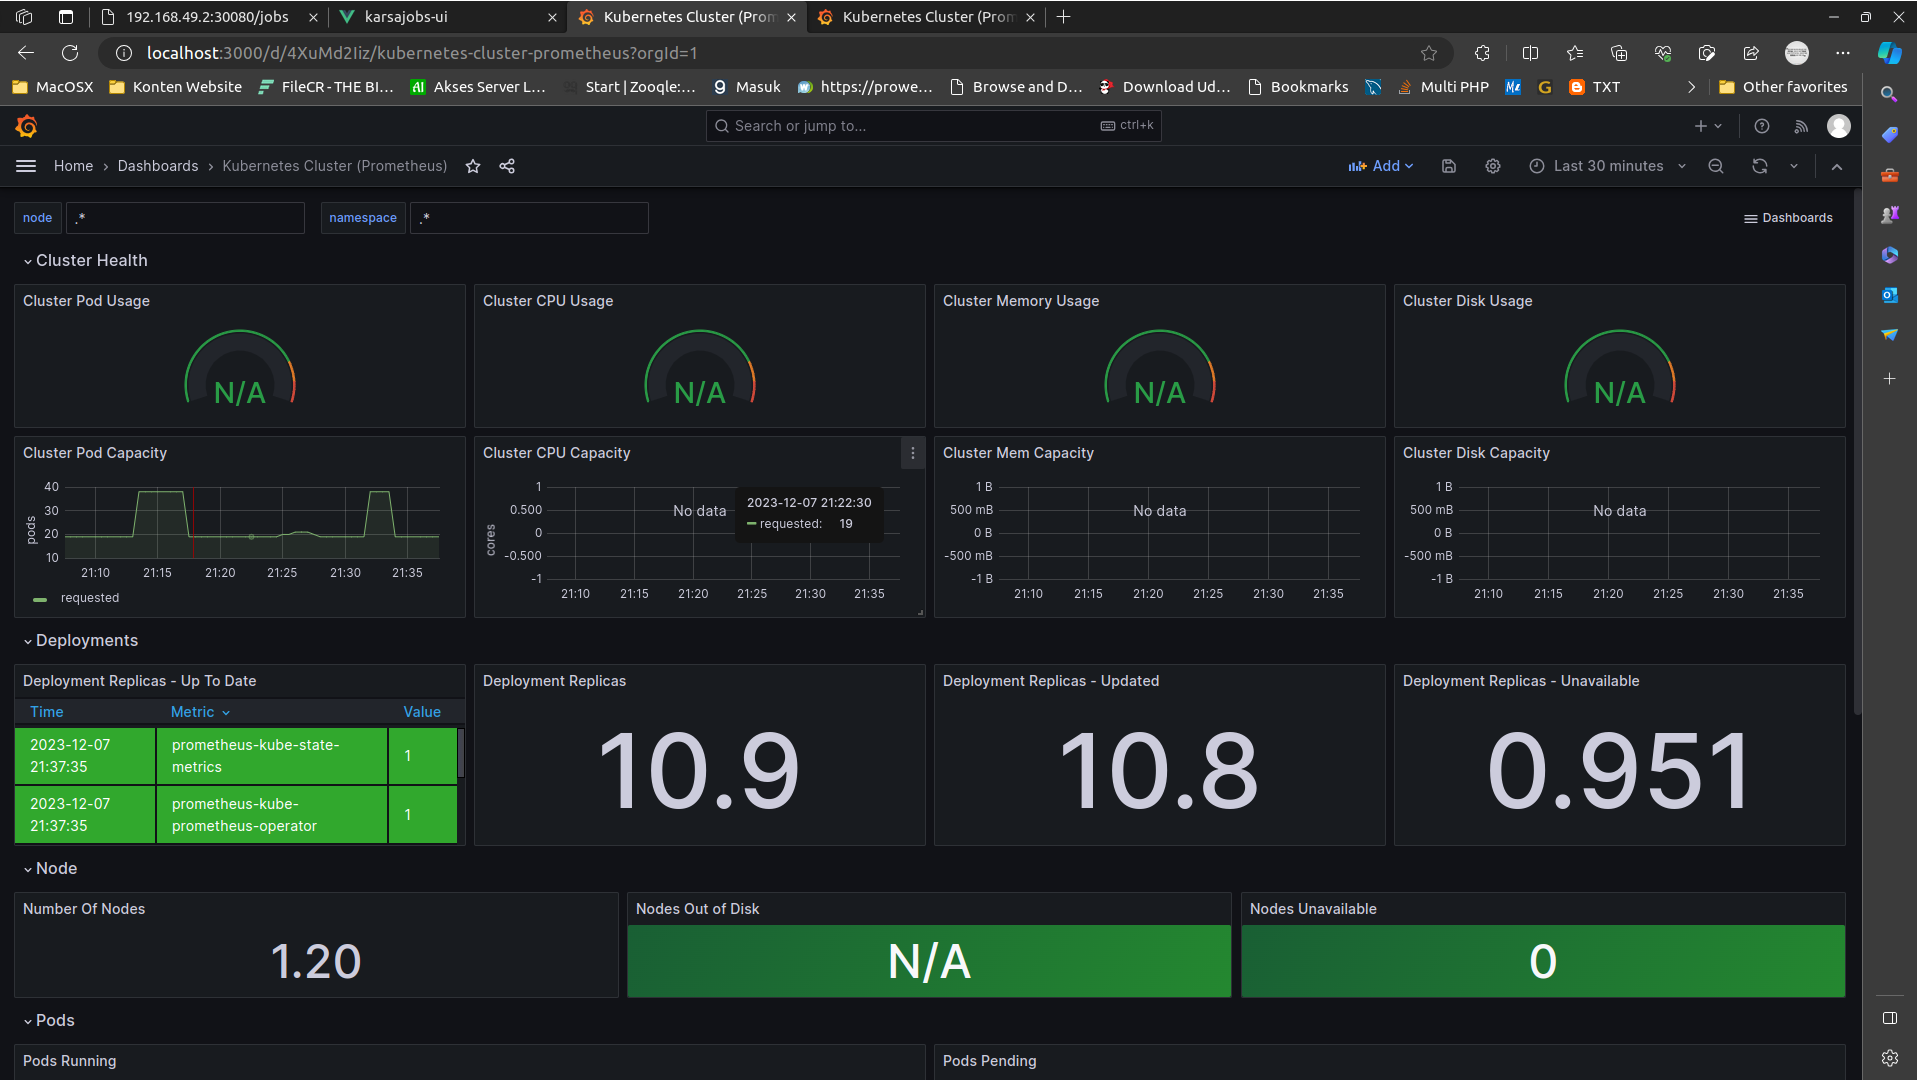 192.168.49.2:30080/jobs
karsajobs-ui
Kubernetes Cluster (Prom
Kubernetes Cluster (Prom
localhost:3000/d/4XuMd2Iiz/kubernetes-cluster-prometheus?orgId=1
MacOSX
Konten Website
FileCR - THE BI...
AI Akses Server L...
Start | Zooqle:...
Masuk
https://prowe...
Browse and D...
Download Ud...
Bookmarks
Multi PHP
TXT
Other favorites
Search or jump to...
ctrl+k
Home › Dashboards › Kubernetes Cluster (Prometheus)
Add
Last 30 minutes
node .*
namespace .*
Dashboards
Cluster Health
Cluster Pod Usage
N/A
Cluster CPU Usage
N/A
Cluster Memory Usage
N/A
Cluster Disk Usage
N/A
Cluster Pod Capacity
pods
40
30
20
10
21:10 21:15 21:20 21:25 21:30 21:35
requested
Cluster CPU Capacity
cores
1
0.500
0
-0.500
-1
No data
2023-12-07 21:22:30
requested: 19
21:10 21:15 21:20 21:25 21:30 21:35
Cluster Mem Capacity
1 B
500 mB
0 B
-500 mB
-1 B
No data
21:10 21:15 21:20 21:25 21:30 21:35
Cluster Disk Capacity
1 B
500 mB
0 B
-500 mB
-1 B
No data
21:10 21:15 21:20 21:25 21:30 21:35
Deployments
Deployment Replicas - Up To Date
Time Metric Value
2023-12-07 21:37:35 prometheus-kube-state-metrics 1
2023-12-07 21:37:35 prometheus-kube-prometheus-operator 1
Deployment Replicas
10.9
Deployment Replicas - Updated
10.8
Deployment Replicas - Unavailable
0.951
Node
Number Of Nodes
1.20
Nodes Out of Disk
N/A
Nodes Unavailable
0
Pods
Pods Running
Pods Pending